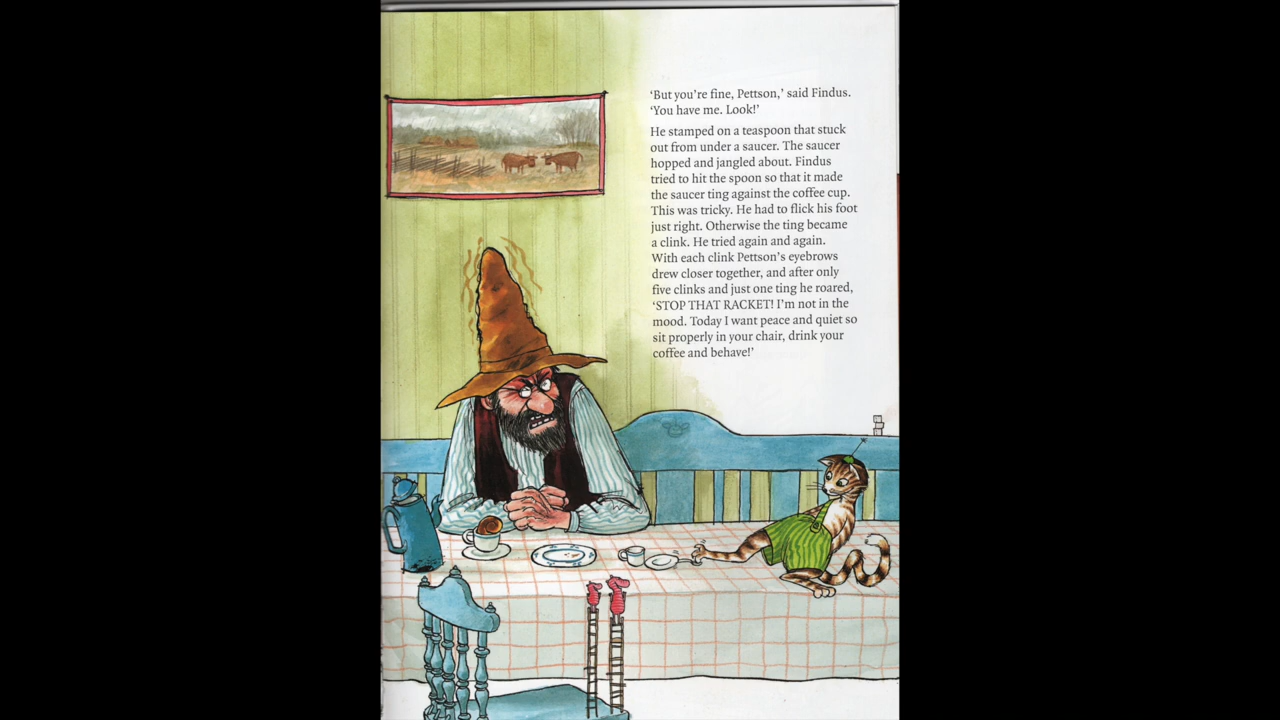 ‘But you’re fine, Pettson,’ said Findus.
‘You have me. Look!’
He stamped on a teaspoon that stuck
out from under a saucer. The saucer
hopped and jangled about. Findus
tried to hit the spoon so that it made
the saucer ting against the coffee cup.
This was tricky. He had to flick his foot
just right. Otherwise the ting became
a clink. He tried again and again.
With each clink Pettson’s eyebrows
drew closer together, and after only
five clinks and just one ting he roared,
‘STOP THAT RACKET! I’m not in the
mood. Today I want peace and quiet so
sit properly in your chair, drink your
coffee and behave!’